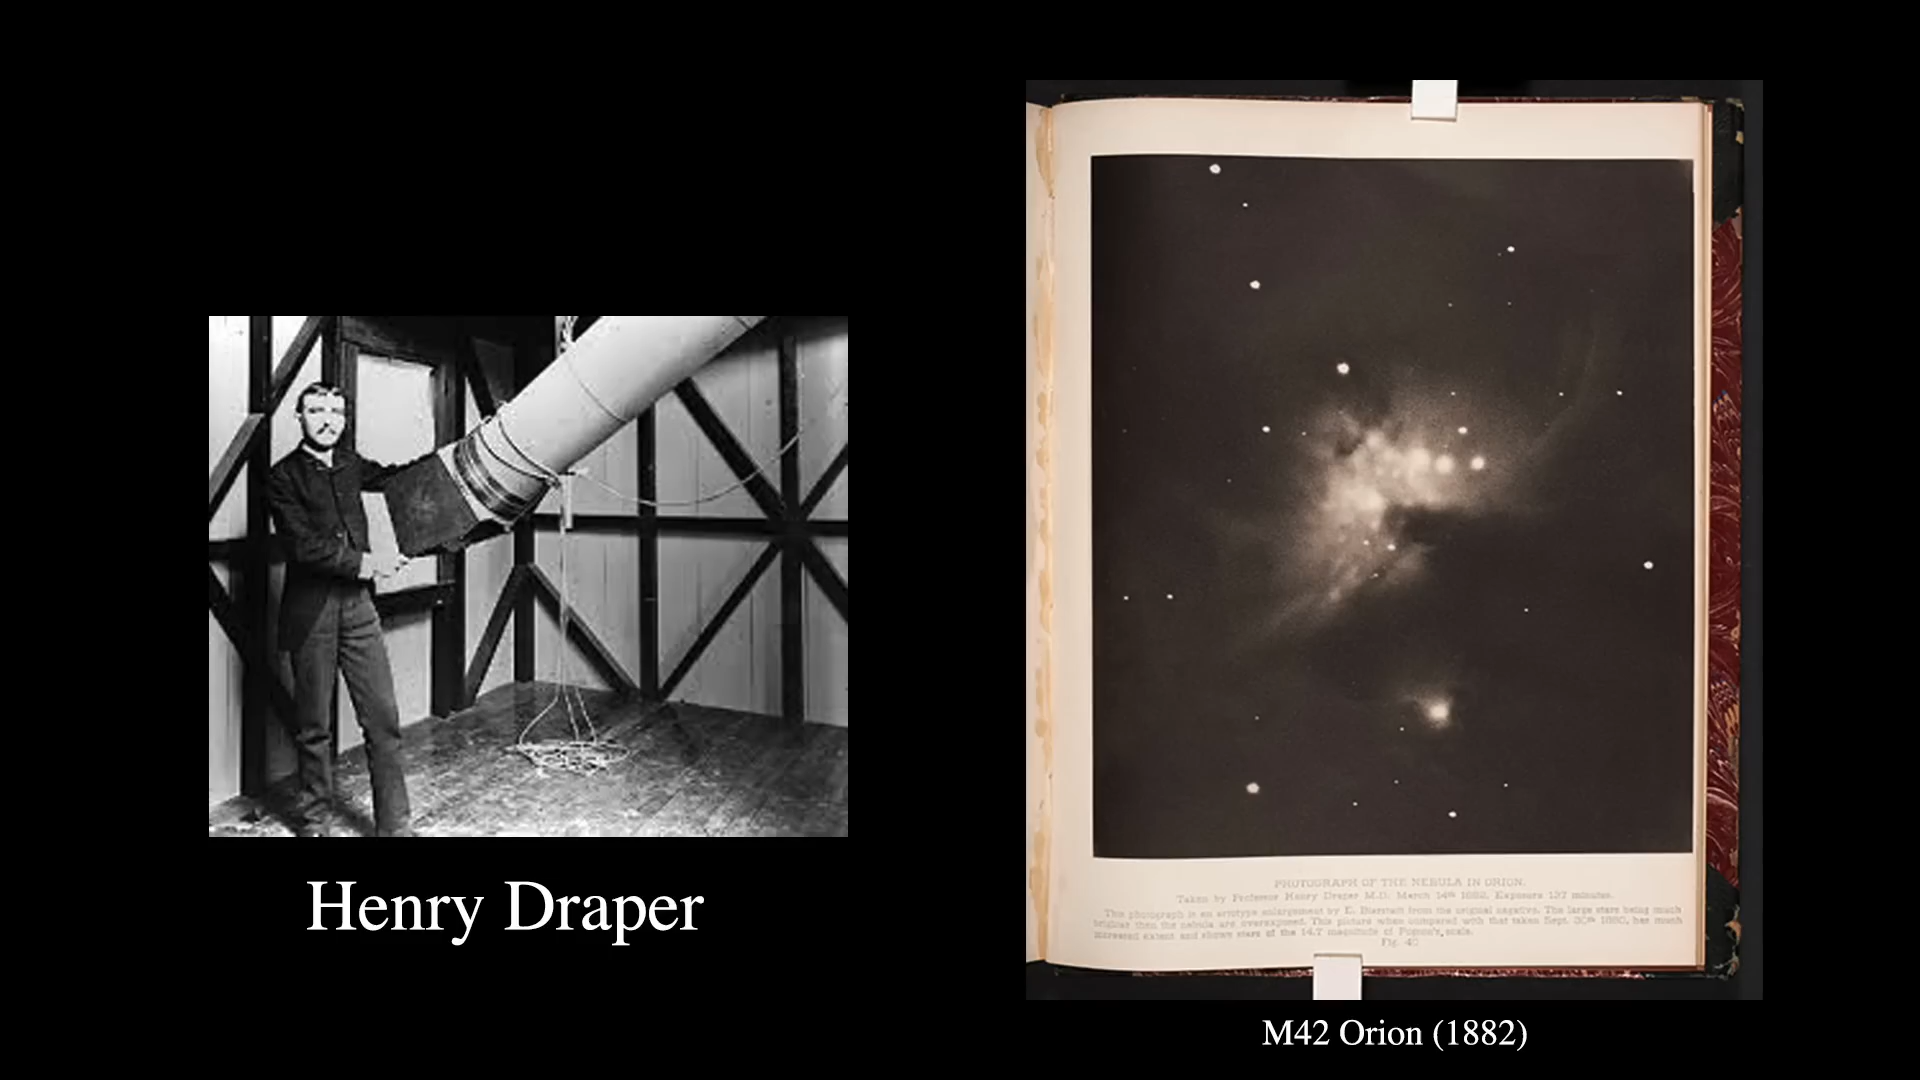 Henry Draper
PHOTOGRAPH OF THE NEBULA IN ORION.
Taken by Professor Henry Draper M.D. March 14th 1882. Exposure 137 minutes.
This photograph is an artotype enlargement by E. Bierstadt from the original negative. The large stars being much
brighter than the nebula are overexposed. This picture when compared with that taken Sept. 30th 1880, has much
increased extent and shows stars of the 14.7 magnitude of Pogson's scale.
Fig. 40
M42 Orion (1882)